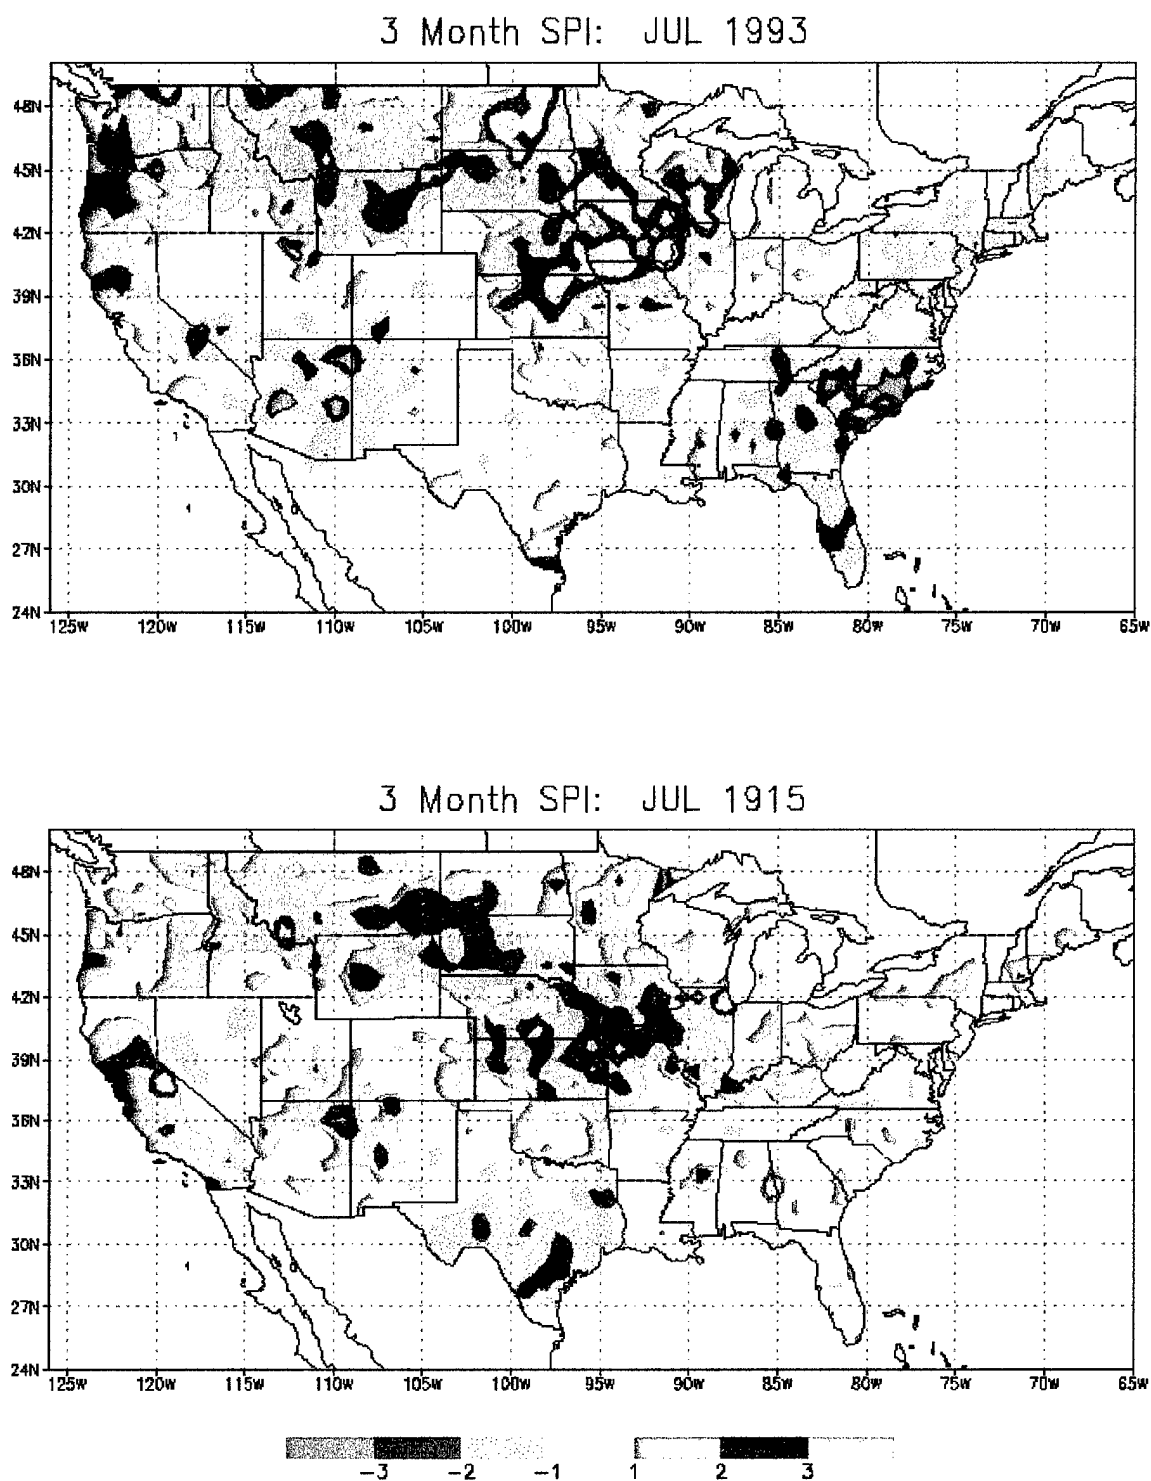 3 Month SPI: JUL 1993
48N
45N
42N
39N
36N
33N
30N
27N
24N
125W 120W 115W 110W 105W 100W 95W 90W 85W 80W 75W 70W 65W
3 Month SPI: JUL 1915
48N
45N
42N
39N
36N
33N
30N
27N
24N
125W 120W 115W 110W 105W 100W 95W 90W 85W 80W 75W 70W 65W
-3 -2 -1 1 2 3